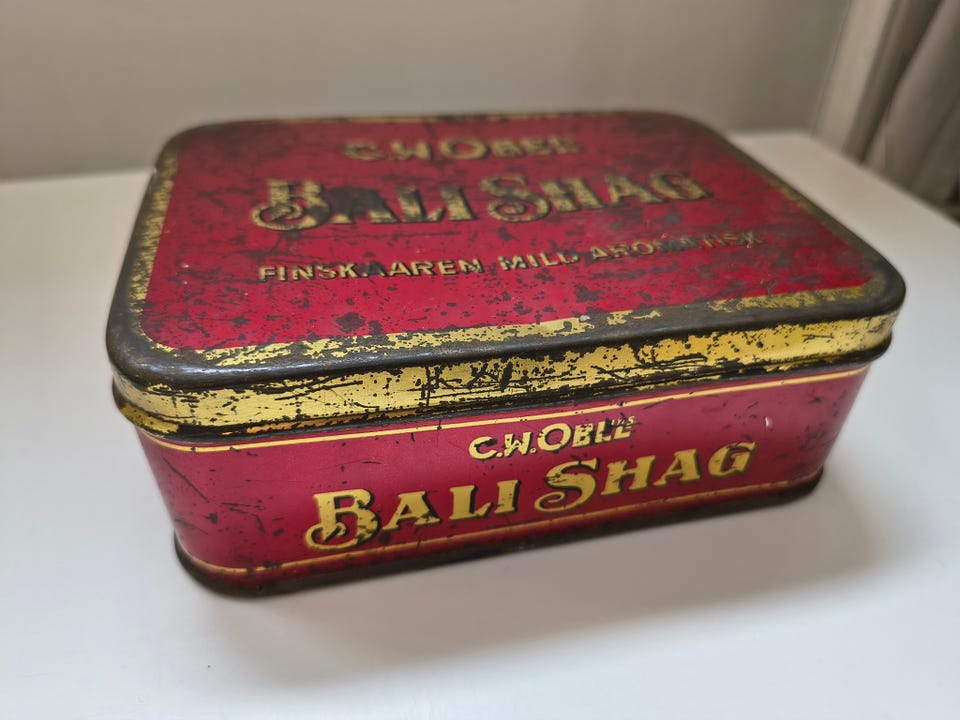 C.W.OBEL
BALI SHAG
FINSKAAREN MILD AROMATISK
C.W.OBEL
BALI SHAG